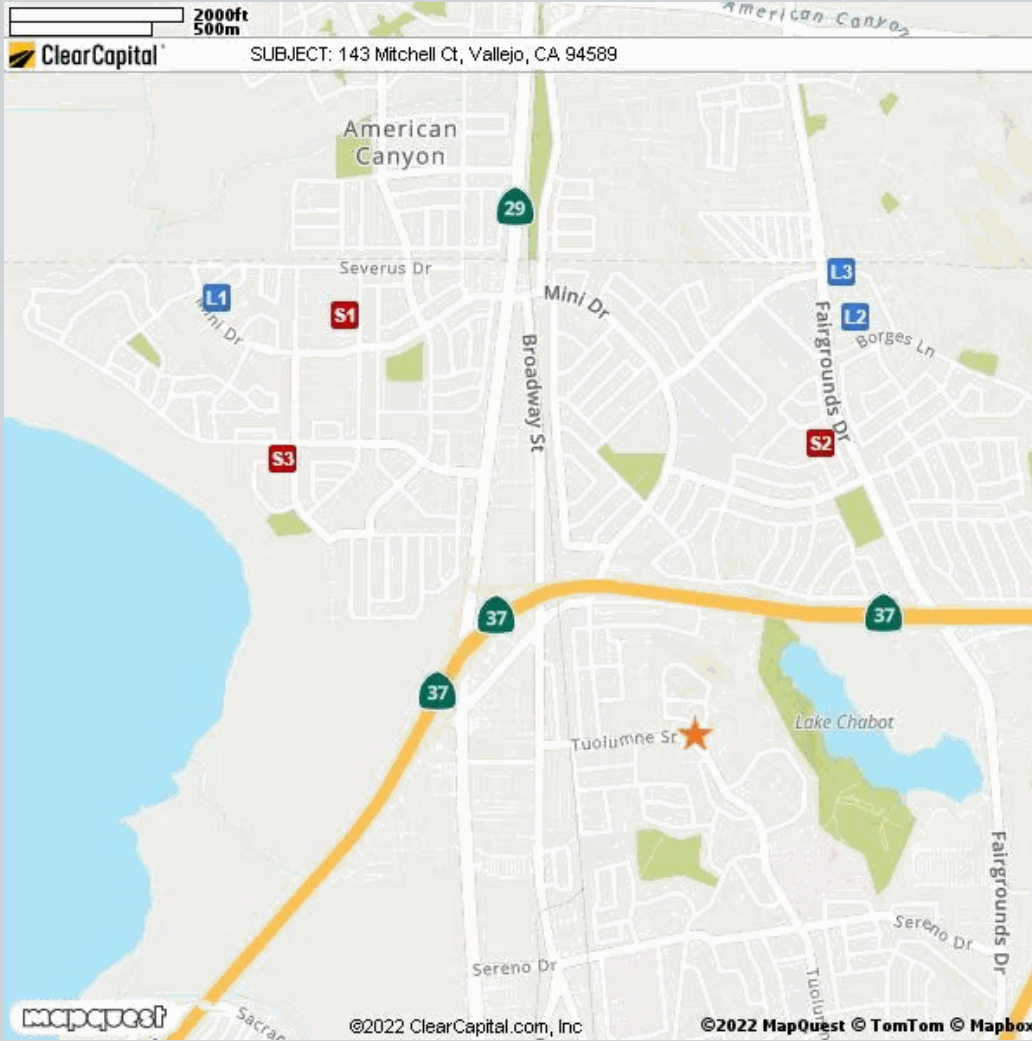 2000ft
500m
American Canyon
ClearCapital
SUBJECT: 143 Mitchell Ct, Vallejo, CA 94589
American
Canyon
29
Severus Dr
L3
L1
Mini Dr
S1
Mini Dr
L2
Fairgrounds Dr
Borges Ln
Broadway St
S2
S3
37
37
37
Lake Chabot
Tuolumne St
Fairgrounds Dr
Sereno Dr
Sereno Dr
mapquest
©2022 ClearCapital.com, Inc
©2022 MapQuest © TomTom © Mapbox